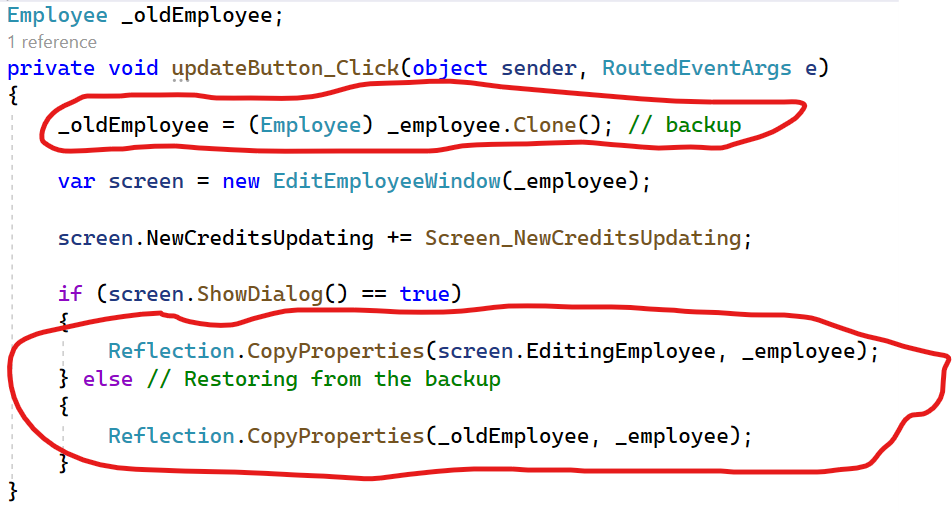 Employee _oldEmployee;
1 reference
private void updateButton_Click(object sender, RoutedEventArgs e)
{
_oldEmployee = (Employee) _employee.Clone(); // backup
var screen = new EditEmployeeWindow(_employee);
screen.NewCreditsUpdating += Screen_NewCreditsUpdating;
if (screen.ShowDialog() == true)
{
Reflection.CopyProperties(screen.EditingEmployee, _employee);
} else // Restoring from the backup
{
Reflection.CopyProperties(_oldEmployee, _employee);
}
}